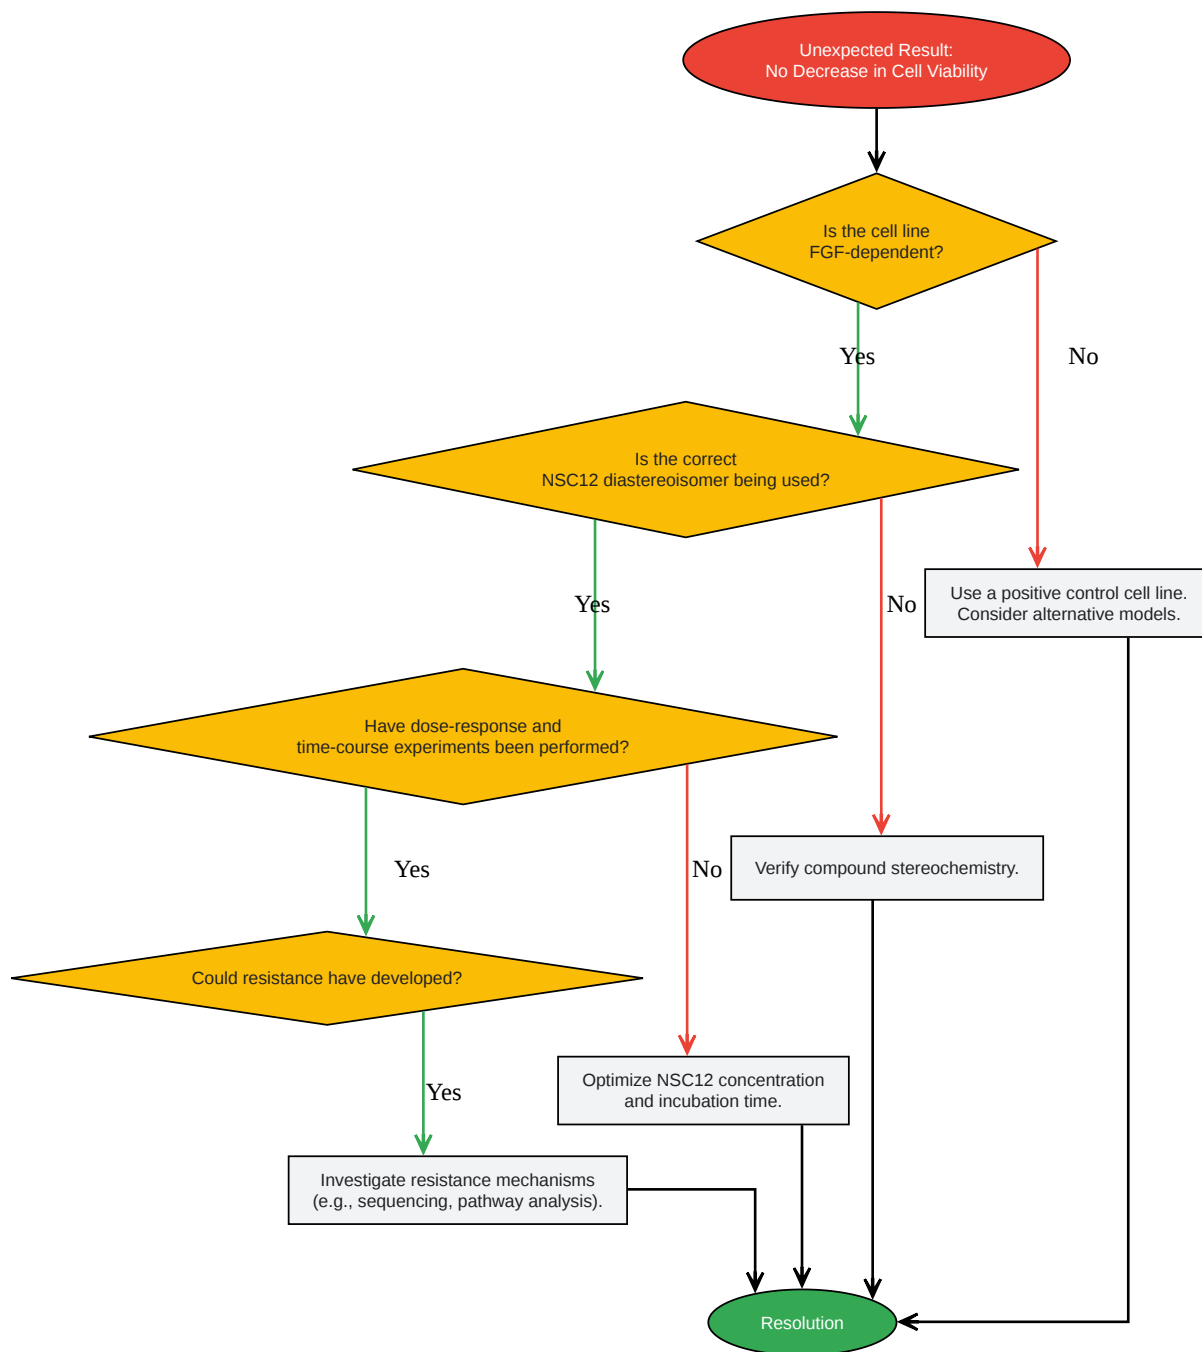 Unexpected Result:
No Decrease in Cell Viability
Is the cell line
FGF-dependent?
Yes
No
Is the correct
NSC12 diastereoisomer being used?
Yes
No
Use a positive control cell line.
Consider alternative models.
Have dose-response and
time-course experiments been performed?
Yes
No
Verify compound stereochemistry.
Could resistance have developed?
Yes
Optimize NSC12 concentration
and incubation time.
Investigate resistance mechanisms
(e.g., sequencing, pathway analysis).
Resolution